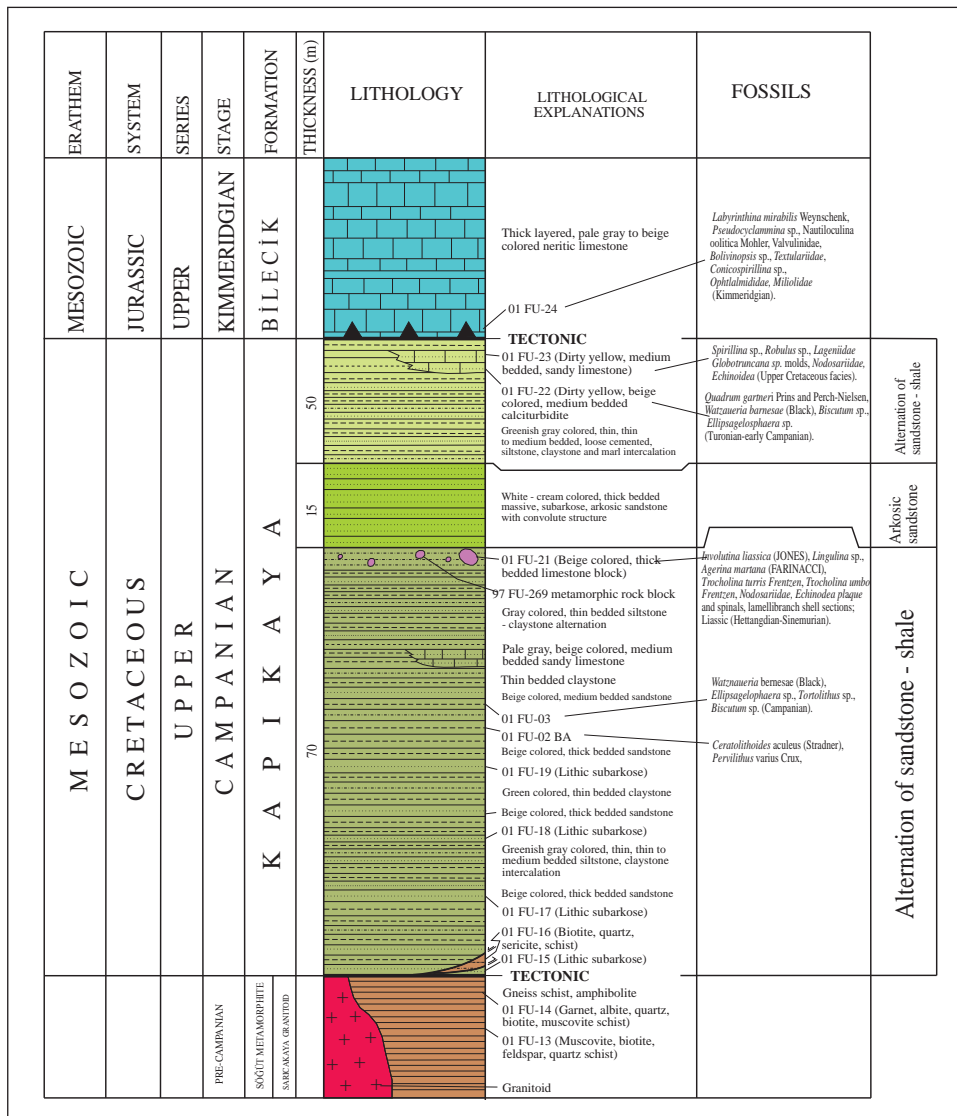 ERATHEM
SYSTEM
SERIES
STAGE
FORMATION
THICKNESS (m)
LITHOLOGY
LITHOLOGICAL
EXPLANATIONS
FOSSILS
MESOZOIC
JURASSIC
UPPER
KIMMERIDGIAN
BİLECİK
Thick layered, pale gray to beige
colored neritic limestone
01 FU-24
Labyrinthina mirabilis Weynschenk,
Pseudocyclammina sp., Nautiloculina
oolitica Mohler, Valvulinidae,
Bolivinopsis sp., Textulariidae,
Conicospirillina sp.,
Ophtlalmididae, Miliolidae
(Kimmeridgian).
TECTONIC
MESOZOIC
CRETACEOUS
UPPER
CAMPANIAN
KAPIKAYA
50
01 FU-23 (Dirty yellow, medium
bedded, sandy limestone)
01 FU-22 (Dirty yellow, beige
colored, medium bedded
calciturbidite
Greenish gray colored, thin, thin
to medium bedded, loose cemented,
siltstone, claystone and marl intercalation
Spirillina sp., Robulus sp., Lageniidae
Globotruncana sp. molds, Nodosariidae,
Echinoidea (Upper Cretaceous facies).
Quadrum gartneri Prins and Perch-Nielsen,
Watzaueria barnesae (Black), Biscutum sp.,
Ellipsagelosphaera sp.
(Turonian-early Campanian).
Alternation of
sandstone - shale
15
White - cream colored, thick bedded
massive, subarkose, arkosic sandstone
with convolute structure
Arkosic
sandstone
70
01 FU-21 (Beige colored, thick
bedded limestone block)
97 FU-269 metamorphic rock block
Gray colored, thin bedded siltstone
- claystone alternation
Pale gray, beige colored, medium
bedded sandy limestone
Thin bedded claystone
Beige colored, medium bedded sandstone
01 FU-03
01 FU-02 BA
Beige colored, thick bedded sandstone
01 FU-19 (Lithic subarkose)
Green colored, thin bedded claystone
Beige colored, thick bedded sandstone
01 FU-18 (Lithic subarkose)
Greenish gray colored, thin, thin to
medium bedded siltstone, claystone
intercalation
Beige colored, thick bedded sandstone
01 FU-17 (Lithic subarkose)
01 FU-16 (Biotite, quartz,
sericite, schist)
01 FU-15 (Lithic subarkose)
Involutina liassica (JONES), Lingulina sp.,
Agerina martana (FARINACCI),
Trocholina turris Frentzen, Ttocholina umbo
Frentzen, Nodosariidae, Echinodea plaque
and spinals, lamellibranch shell sections;
Liassic (Hettangdian-Sinemurian).
Watznaueria bernesae (Black),
Ellipsagelophaera sp., Tortolithus sp.,
Biscutum sp. (Campanian).
Ceratolithoides aculeus (Stradner),
Pervilithus varius Crux,
Alternation of sandstone - shale
TECTONIC
PRE-CAMPANIAN
SÖĞÜT METAMORPHITE
SARICAKAYA GRANITOID
Gneiss schist, amphibolite
01 FU-14 (Garnet, albite, quartz,
biotite, muscovite schist)
01 FU-13 (Muscovite, biotite,
feldspar, quartz schist)
Granitoid